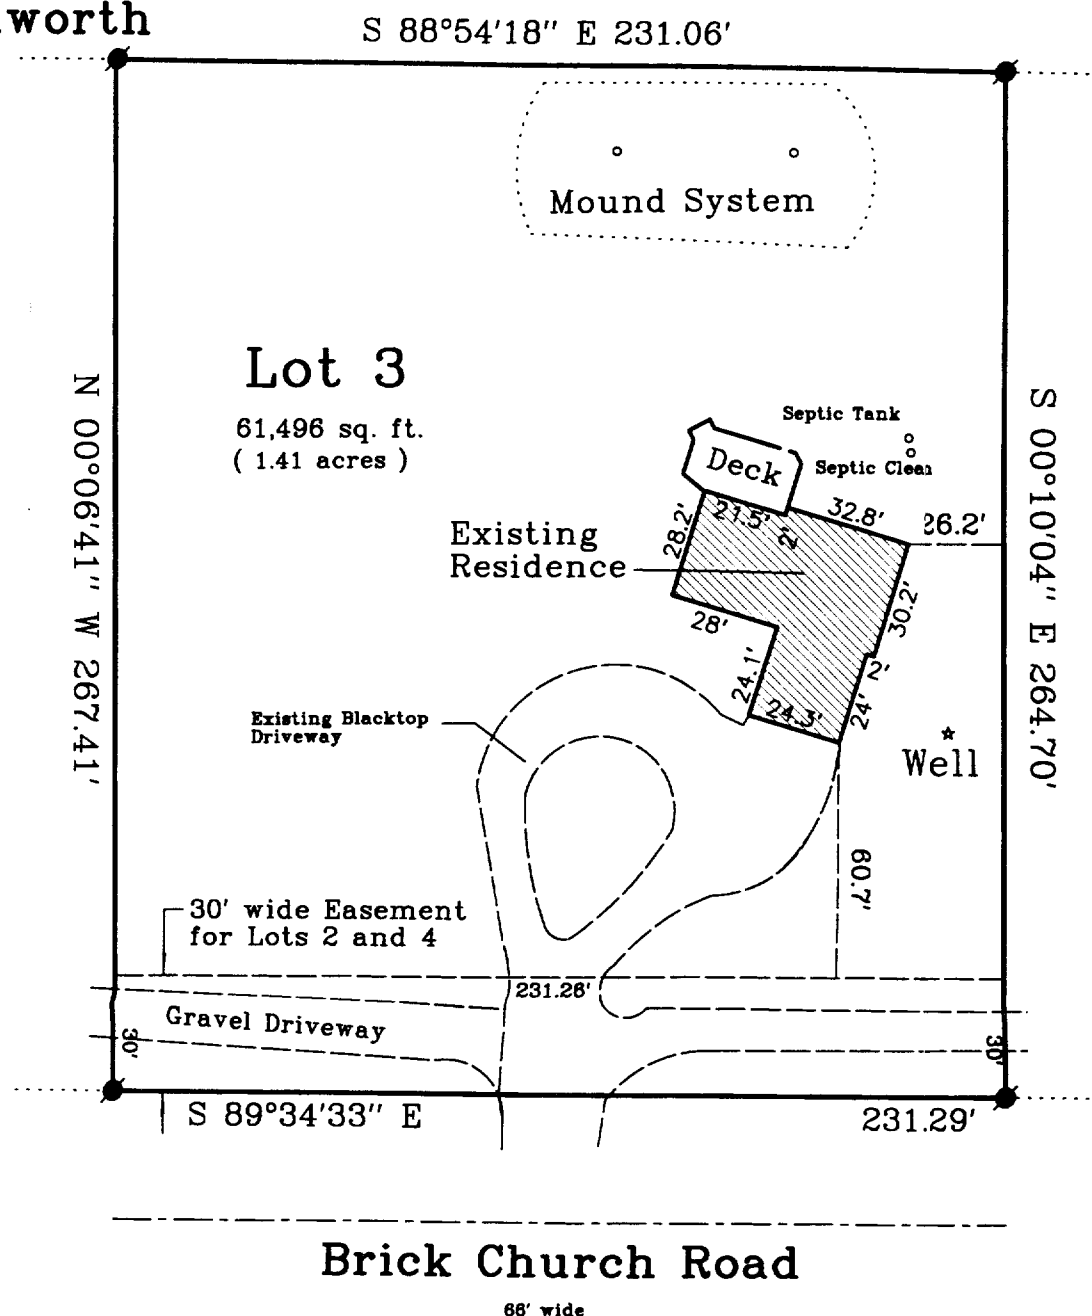 S 88°54'18" E 231.06'
Mound System
Lot 3
61,496 sq. ft.
( 1.41 acres )
N 00°06'41" W 267.41'
S 00°10'04" E 264.70'
Septic Tank
Septic Clean
Deck
21.5'
2'
32.8'
26.2'
28.2'
Existing
Residence
30.2'
28'
24.1'
2'
24.3'
24'
Existing Blacktop
Driveway
Well
60.7'
30' wide Easement
for Lots 2 and 4
231.26'
Gravel Driveway
30'
30'
S 89°34'33" E
231.29'
Brick Church Road
66' wide